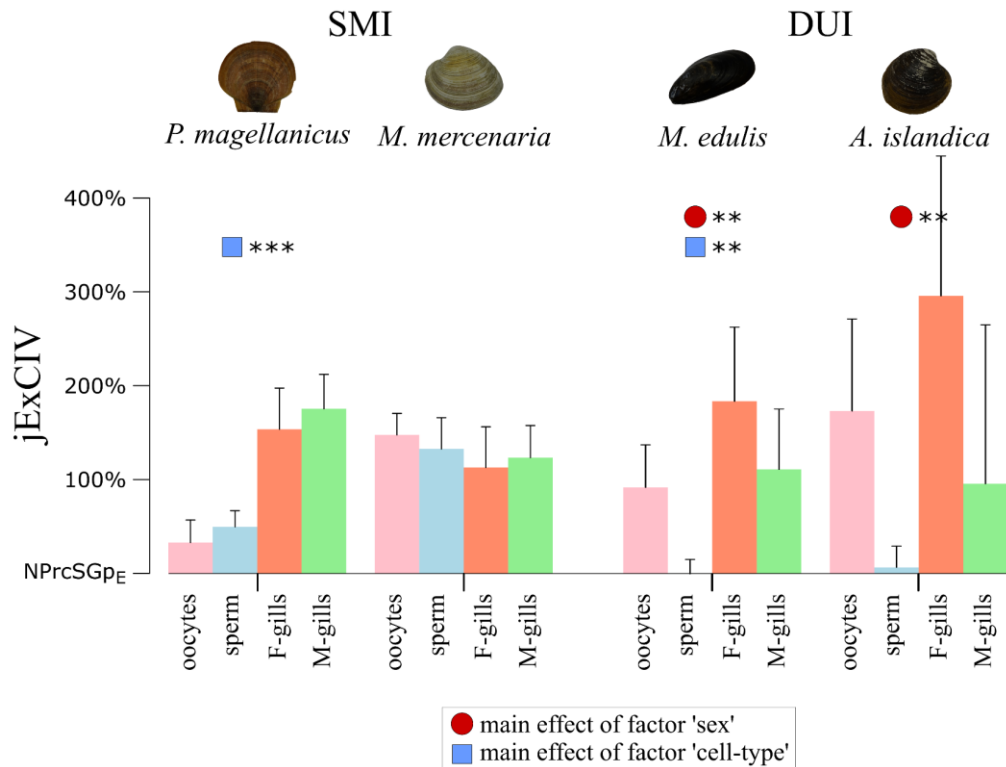 SMI DUI
P. magellanicus M. mercenaria M. edulis A. islandica
jExCIV
400%
** **
*** **
300%
200%
100%
NPrcSGpE
oocytes sperm F-gills M-gills oocytes sperm F-gills M-gills oocytes sperm F-gills M-gills oocytes sperm F-gills M-gills
main effect of factor 'sex'
main effect of factor 'cell-type'